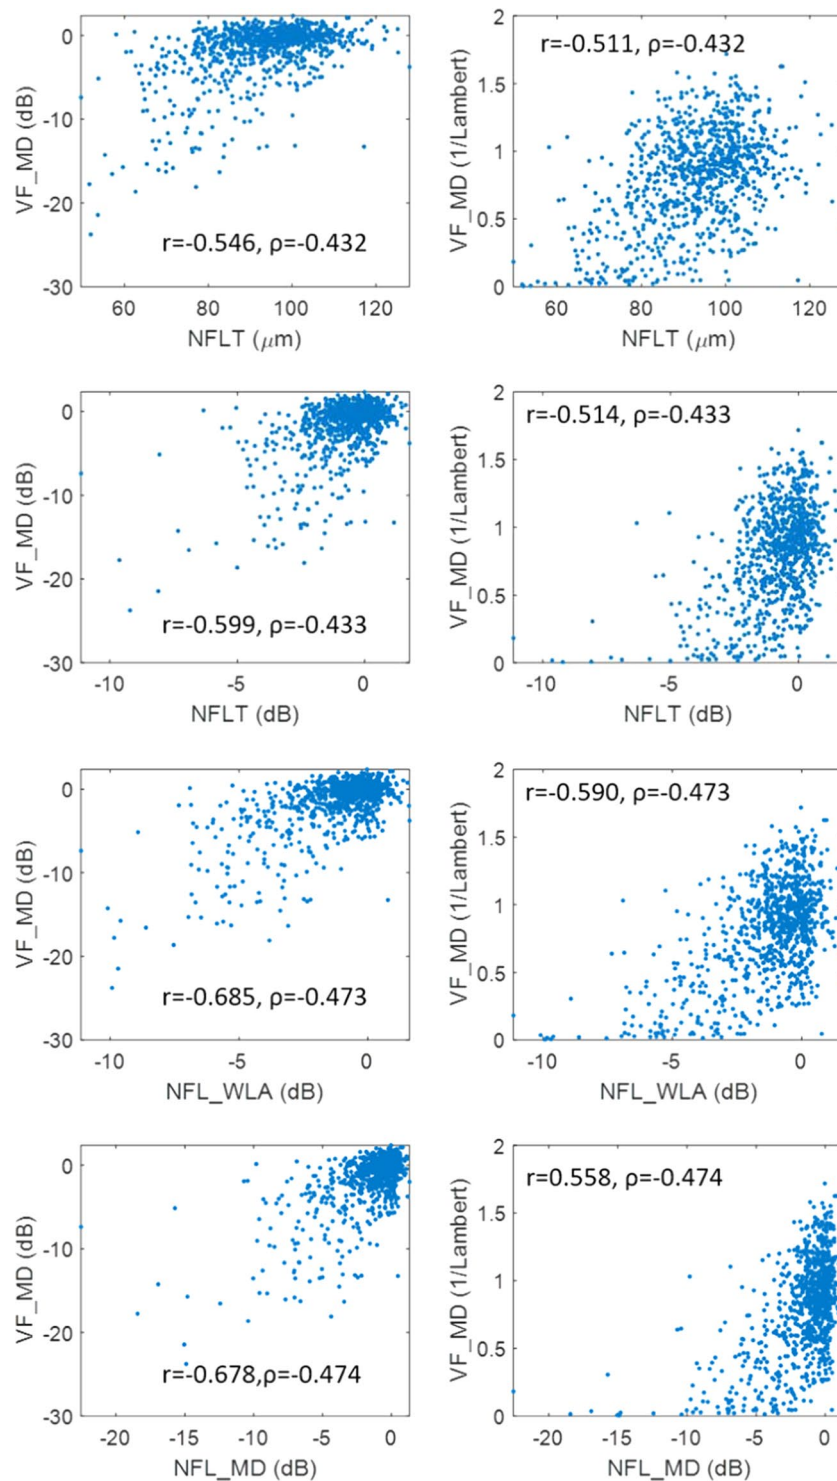 0
-10
-20
-30
VF_MD (dB)
r=-0.546, ρ=-0.432
60 80 100 120
NFLT (μm)
2
1.5
1
0.5
0
VF_MD (1/Lambert)
r=-0.511, ρ=-0.432
60 80 100 120
NFLT (μm)
0
-10
-20
-30
VF_MD (dB)
r=-0.599, ρ=-0.433
-10 -5 0
NFLT (dB)
2
1.5
1
0.5
0
VF_MD (1/Lambert)
r=-0.514, ρ=-0.433
-10 -5 0
NFLT (dB)
0
-10
-20
-30
VF_MD (dB)
r=-0.685, ρ=-0.473
-10 -5 0
NFL_WLA (dB)
2
1.5
1
0.5
0
VF_MD (1/Lambert)
r=-0.590, ρ=-0.473
-10 -5 0
NFL_WLA (dB)
0
-10
-20
-30
VF_MD (dB)
r=-0.678,ρ=-0.474
-20 -15 -10 -5 0
NFL_MD (dB)
2
1.5
1
0.5
0
VF_MD (1/Lambert)
r=0.558, ρ=-0.474
-20 -15 -10 -5 0
NFL_MD (dB)